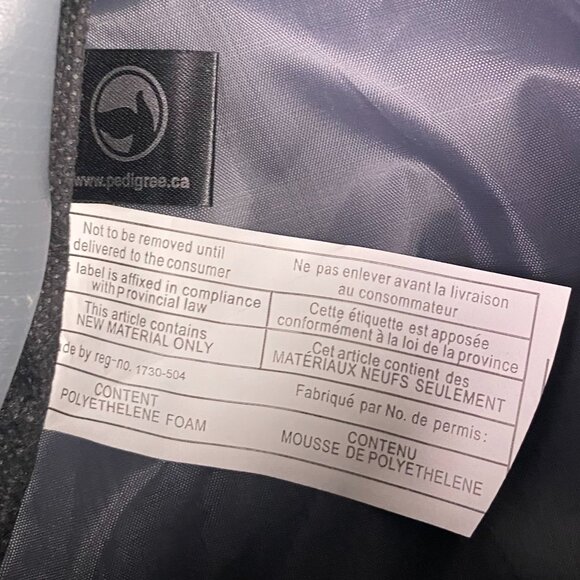 www.pedigree.ca
Not to be removed until
delivered to the consumer
Ne pas enlever avant la livraison
au consommateur
label is affixed in compliance
with Provincial law
Cette étiquette est apposée
conformément à la loi de la province
This article contains
NEW MATERIAL ONLY
Cet article contient des
MATÉRIAUX NEUFS SEULEMENT
de by reg-no. 1730-504
Fabriqué par No. de permis:
CONTENT
POLYETHELENE FOAM
CONTENU
MOUSSE DE POLYETHELENE